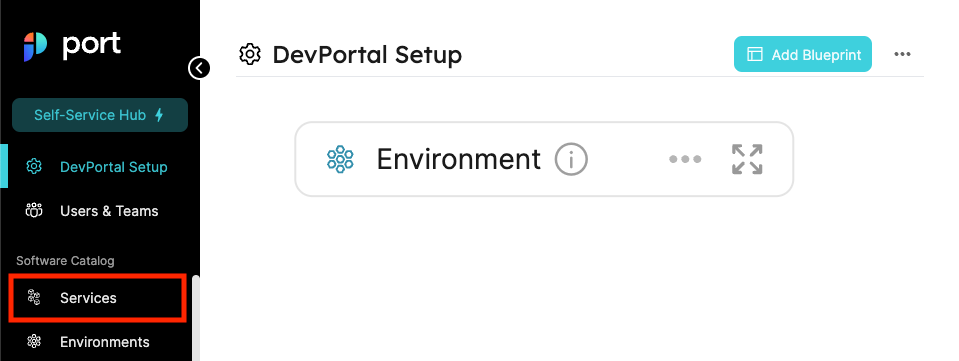 port
Self-Service Hub
DevPortal Setup
Users & Teams
Software Catalog
Services
Environments
DevPortal Setup
Add Blueprint
Environment